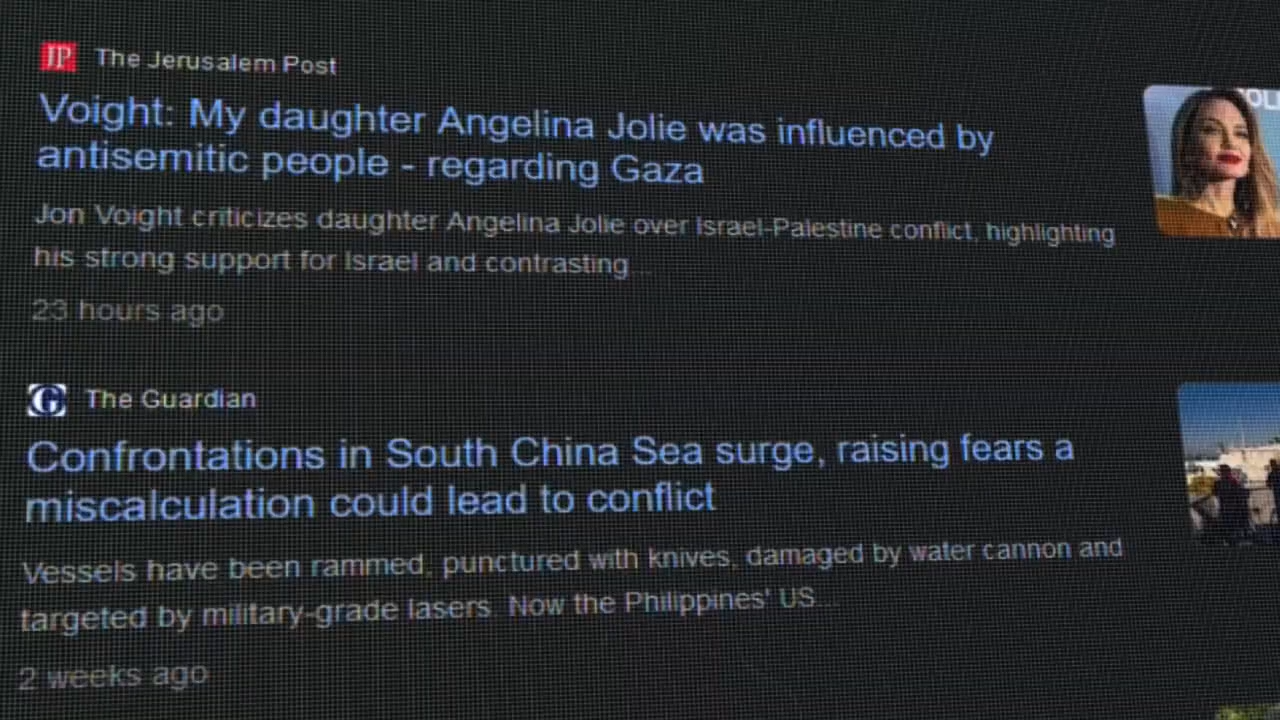 JP The Jerusalem Post
Voight: My daughter Angelina Jolie was influenced by
antisemitic people - regarding Gaza
Jon Voight criticizes daughter Angelina Jolie over Israel-Palestine conflict, highlighting
his strong support for Israel and contrasting...
23 hours ago
G The Guardian
Confrontations in South China Sea surge, raising fears a
miscalculation could lead to conflict
Vessels have been rammed, punctured with knives, damaged by water cannon and
targeted by military-grade lasers. Now the Philippines' US...
2 weeks ago